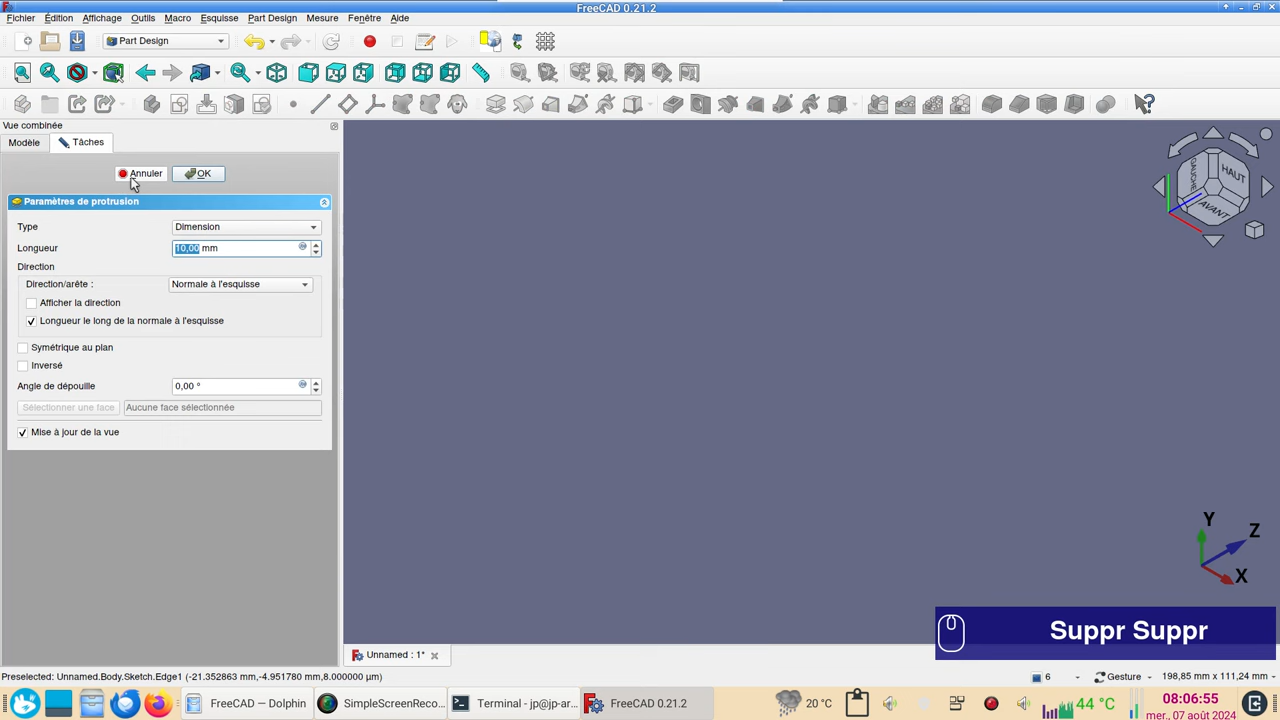 FreeCAD 0.21.2
Fichier Édition Affichage Outils Macro Esquisse Part Design Mesure Fenêtre Aide
Part Design
Vue combinée
Modèle Tâches
Annuler OK
Paramètres de protrusion
Type Dimension
Longueur 10,00 mm
Direction
Direction/arête : Normale à l'esquisse
Afficher la direction
Longueur le long de la normale à l'esquisse
Symétrique au plan
Inversé
Angle de dépouille 0,00 °
Sélectionner une face Aucune face sélectionnée
Mise à jour de la vue
HAUT
AVANT
Y
Z
X
Suppr Suppr
Unnamed : 1*
Preselected: Unnamed.Body.Sketch.Edge1 (-21.352863 mm,-4.951780 mm,8.000000 µm) 6 Gesture 198,85 mm x 111,24 mm
FreeCAD — Dolphin SimpleScreenReco... Terminal - jp@jp-ar... FreeCAD 0.21.2 20 °C 44 °C 08:06:55
mer., 07 août 2024